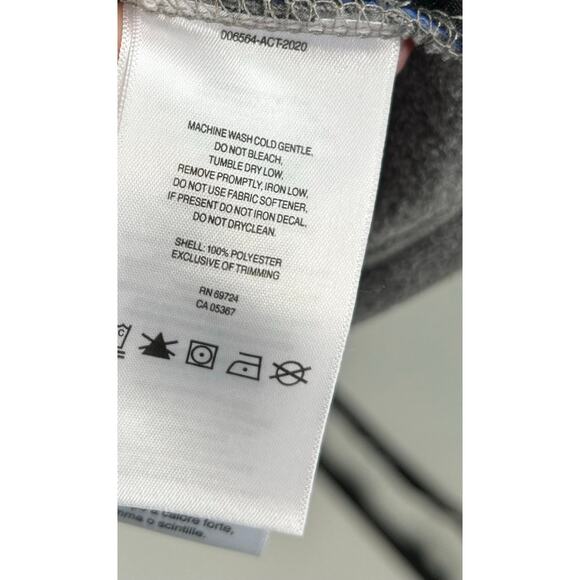 006564-ACT-2020
MACHINE WASH COLD GENTLE,
DO NOT BLEACH,
TUMBLE DRY LOW,
REMOVE PROMPTLY, IRON LOW,
DO NOT USE FABRIC SOFTENER,
IF PRESENT DO NOT IRON DECAL,
DO NOT DRYCLEAN.
SHELL: 100% POLYESTER
EXCLUSIVE OF TRIMMING
RN 69724
CA 05367
C
a calore forte,
o scintille.